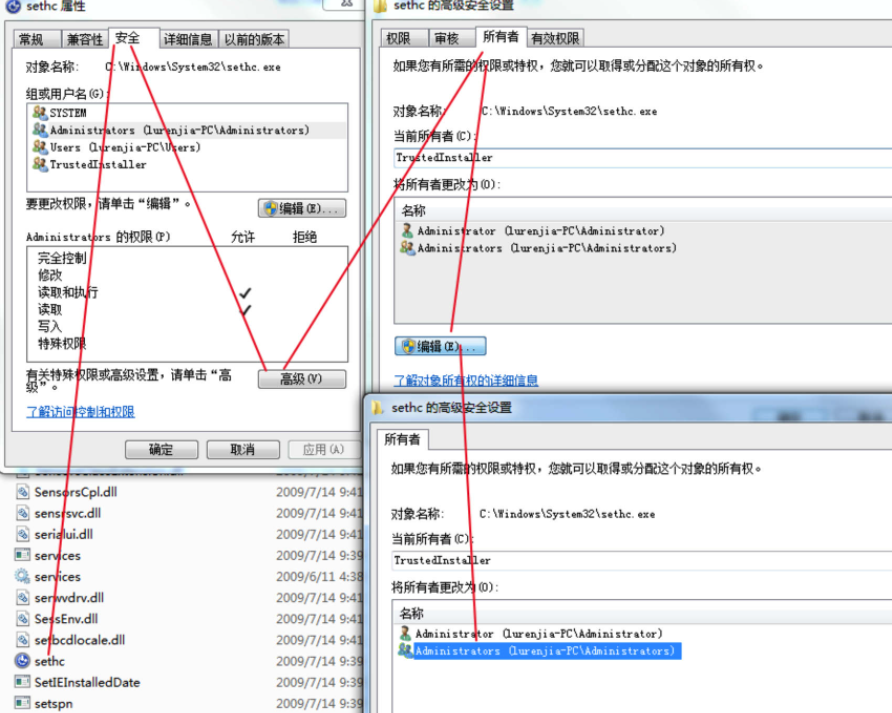 sethc 属性
常规
兼容性
安全
详细信息
以前的版本
对象名称: C:\Windows\System32\sethc.exe
组或用户名(G):
SYSTEM
Administrators (lurenjia-PC\Administrators)
Users (lurenjia-PC\Users)
TrustedInstaller
要更改权限，请单击“编辑”。
编辑(E)...
Administrators 的权限(P) 允许 拒绝
完全控制
修改
读取和执行
读取
写入
特殊权限
有关特殊权限或高级设置，请单击“高
级”。
高级(V)
了解访问控制和权限
确定
取消
应用(A)
SensorsCpl.dll 2009/7/14 9:41
sensrsvc.dll 2009/7/14 9:41
serialui.dll 2009/7/14 9:41
services 2009/7/14 9:39
services 2009/6/11 4:38
serwvdrv.dll 2009/7/14 9:41
SessEnv.dll 2009/7/14 9:41
setbcdlocale.dll 2009/7/14 9:41
sethc 2009/7/14 9:39
SetIEInstalledDate 2009/7/14 9:39
setspn 2009/7/14 9:39
sethc 的高级安全设置
权限
审核
所有者
有效权限
如果您有所需的权限或特权，您就可以取得或分配这个对象的所有权。
对象名称: C:\Windows\System32\sethc.exe
当前所有者(C):
TrustedInstaller
将所有者更改为(O):
名称
Administrator (lurenjia-PC\Administrator)
Administrators (lurenjia-PC\Administrators)
编辑(E)...
了解对象所有权的详细信息
sethc 的高级安全设置
所有者
如果您有所需的权限或特权，您就可以取得或分配这个对象的所有权。
对象名称: C:\Windows\System32\sethc.exe
当前所有者(C):
TrustedInstaller
将所有者更改为(O):
名称
Administrator (lurenjia-PC\Administrator)
Administrators (lurenjia-PC\Administrators)